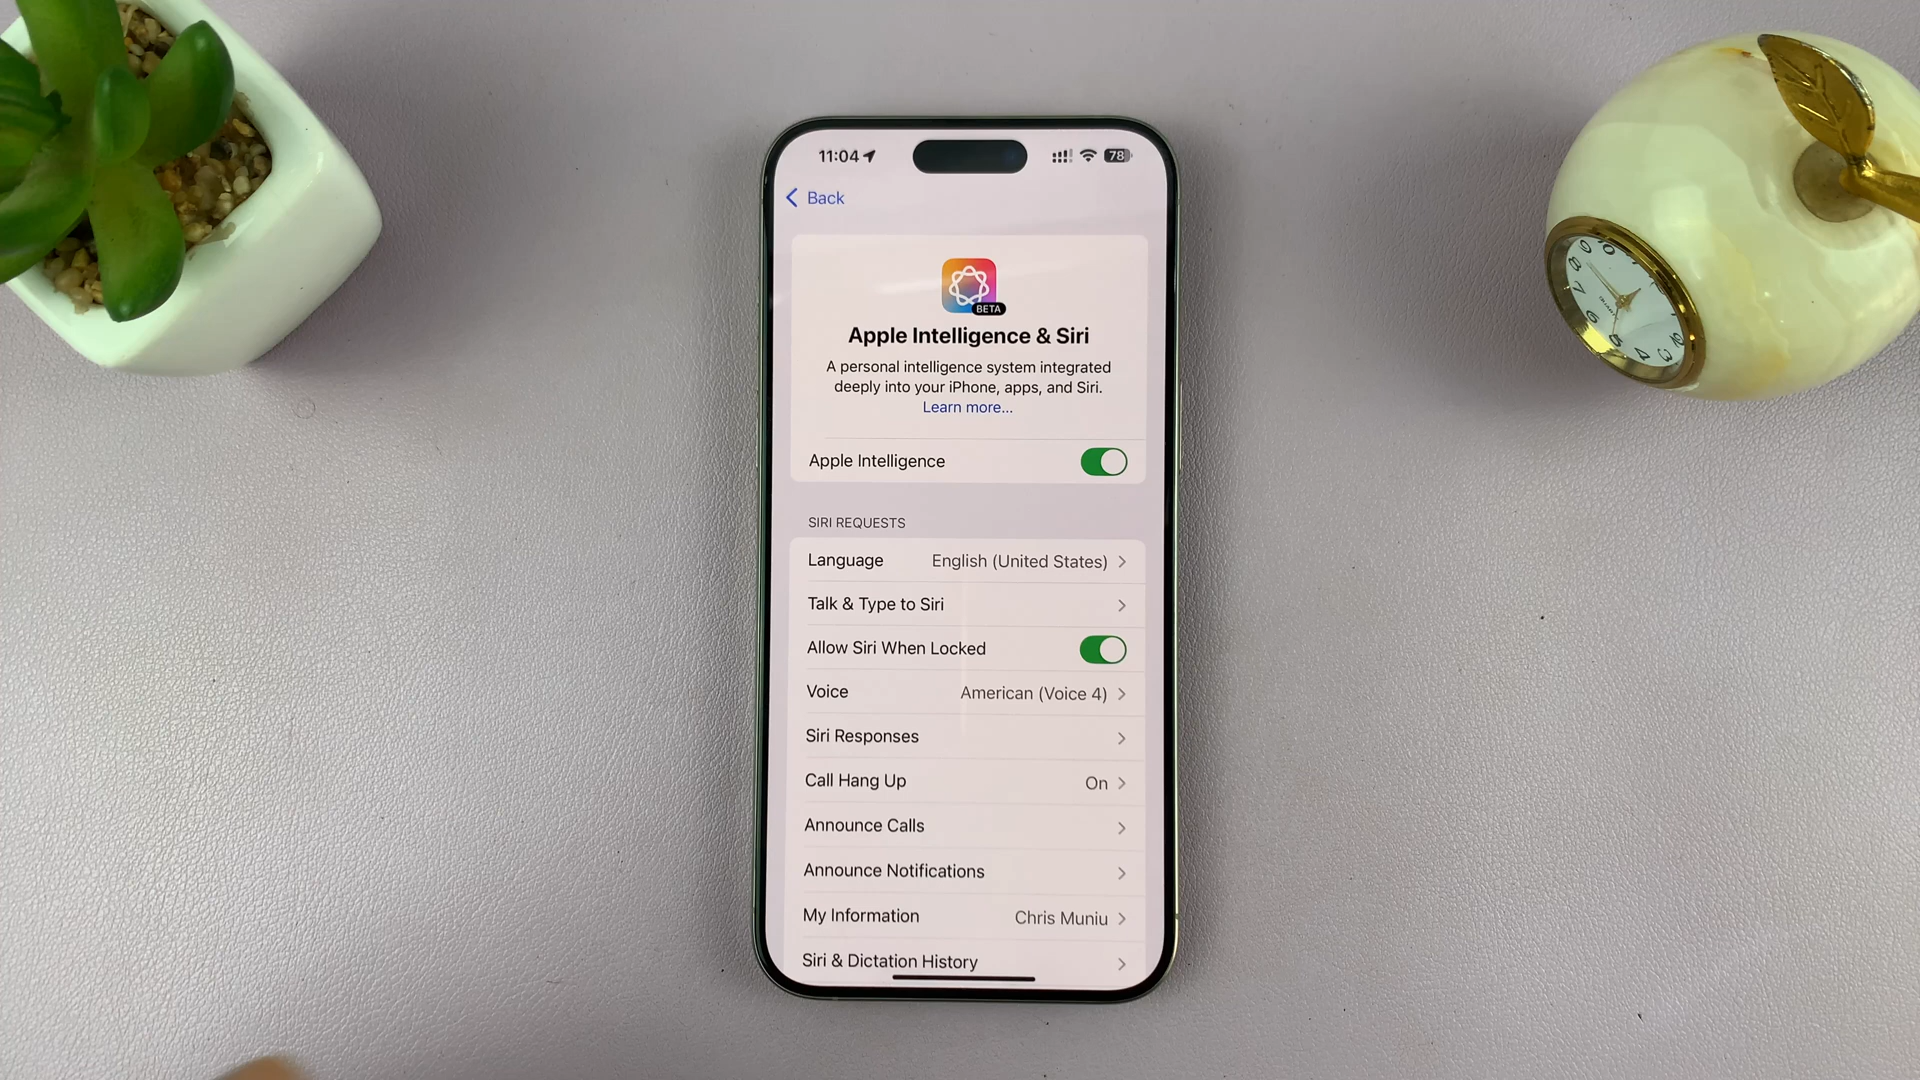 11:04
78
Back
BETA
Apple Intelligence & Siri
A personal intelligence system integrated
deeply into your iPhone, apps, and Siri.
Learn more...
Apple Intelligence
SIRI REQUESTS
Language English (United States)
Talk & Type to Siri
Allow Siri When Locked
Voice American (Voice 4)
Siri Responses
Call Hang Up On
Announce Calls
Announce Notifications
My Information Chris Muniu
Siri & Dictation History